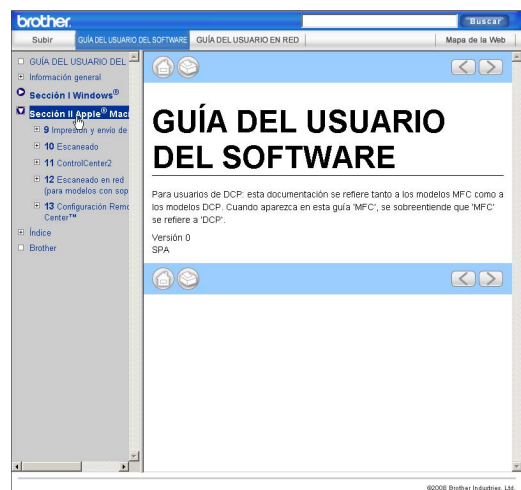 brother.
Buscar
Subir
GUÍA DEL USUARIO DEL SOFTWARE
GUÍA DEL USUARIO EN RED
Mapa de la Web
GUÍA DEL USUARIO DEL
Información general
Sección I Windows®
Sección II Apple® Maci
9 Impresión y envío de
10 Escaneado
11 ControlCenter2
12 Escaneado en red
(para modelos con sop
13 Configuración Remo
Center™
Índice
Brother
GUÍA DEL USUARIO
DEL SOFTWARE
Para usuarios de DCP: esta documentación se refiere tanto a los modelos MFC como a
los modelos DCP. Cuando aparezca en esta guía 'MFC', se sobreentiende que 'MFC'
se refiere a 'DCP'.
Versión 0
SPA
©2008 Brother Industries, Ltd.